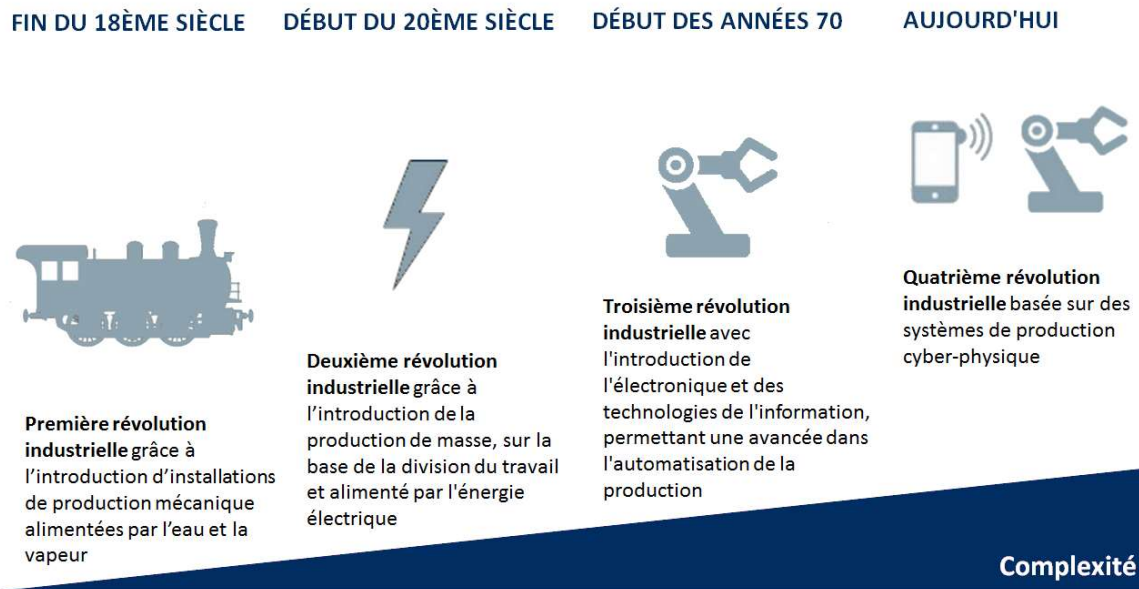 FIN DU 18ÈME SIÈCLE
DÉBUT DU 20ÈME SIÈCLE
DÉBUT DES ANNÉES 70
AUJOURD'HUI
Première révolution
industrielle grâce à
l'introduction d'installations
de production mécanique
alimentées par l'eau et la
vapeur
Deuxième révolution
industrielle grâce à
l'introduction de la
production de masse, sur la
base de la division du travail
et alimenté par l'énergie
électrique
Troisième révolution
industrielle avec
l'introduction de
l'électronique et des
technologies de l'information,
permettant une avancée dans
l'automatisation de la
production
Quatrième révolution
industrielle basée sur des
systèmes de production
cyber-physique
Complexité